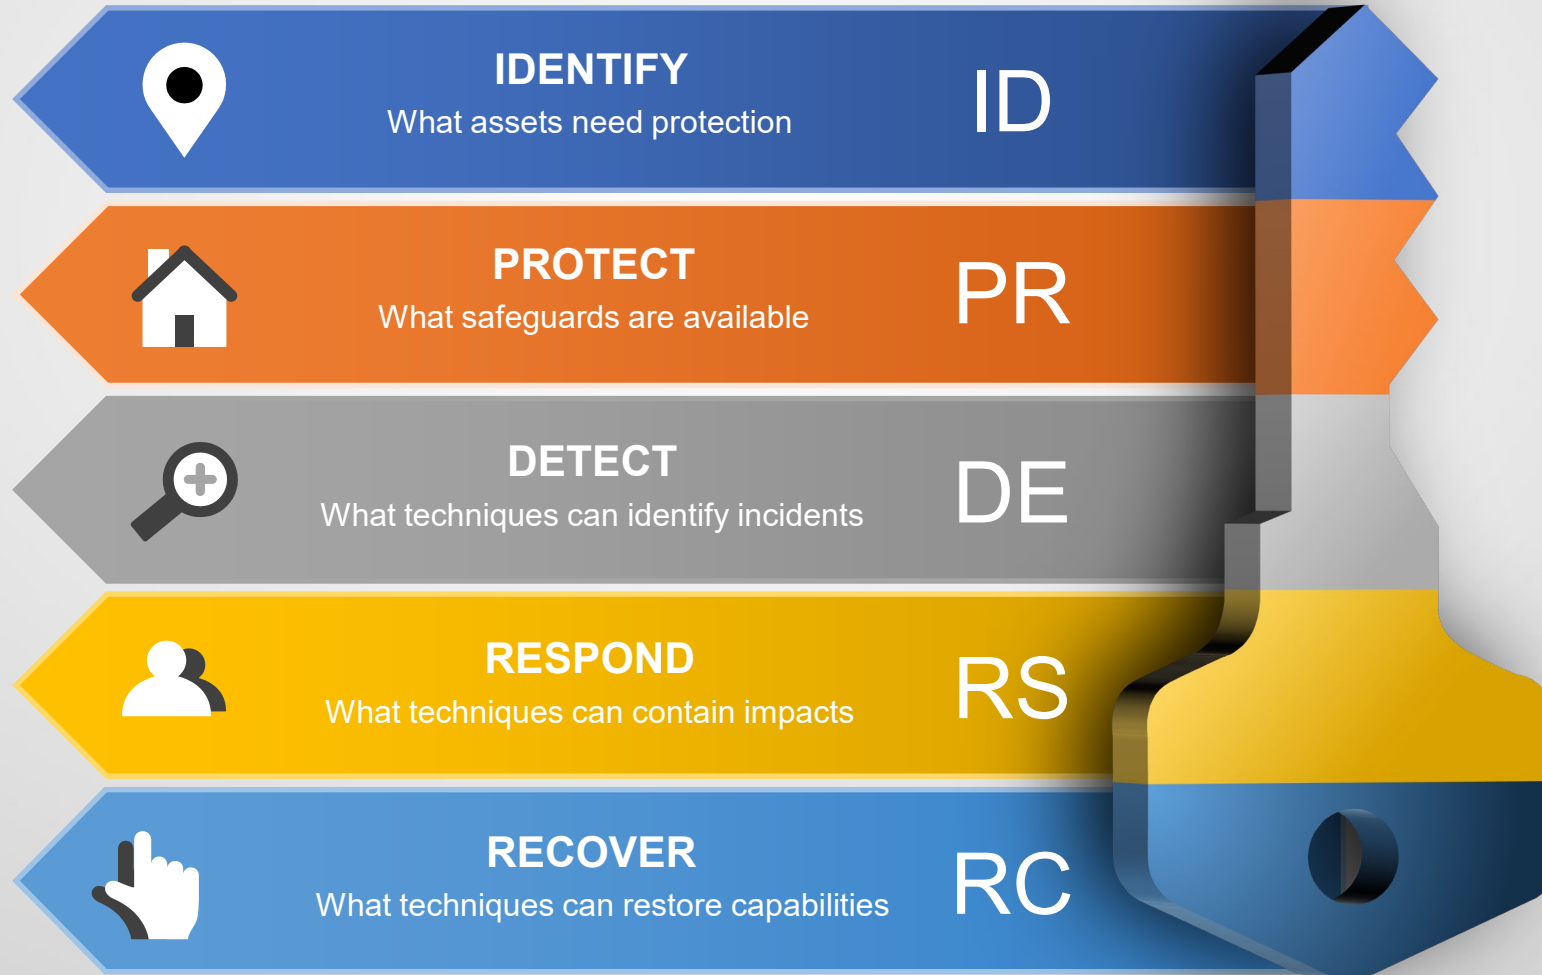 IDENTIFY
What assets need protection
ID
PROTECT
What safeguards are available
PR
DETECT
What techniques can identify incidents
DE
RESPOND
What techniques can contain impacts
RS
RECOVER
What techniques can restore capabilities
RC